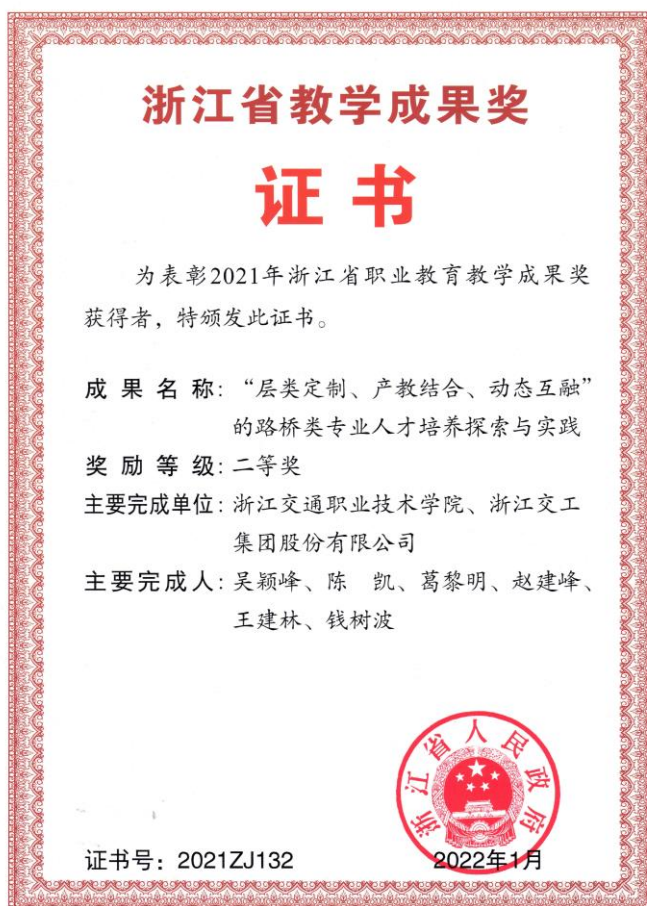 浙江省教学成果奖
证书
为表彰2021年浙江省职业教育教学成果奖
获得者，特颁发此证书。
成果名称：“层类定制、产教结合、动态互融”
的路桥类专业人才培养探索与实践
奖励等级：二等奖
主要完成单位：浙江交通职业技术学院、浙江交工
集团股份有限公司
主要完成人：吴颖峰、陈 凯、葛黎明、赵建峰、
王建林、钱树波
浙江省人民政府
证书号：2021ZJ132
2022年1月